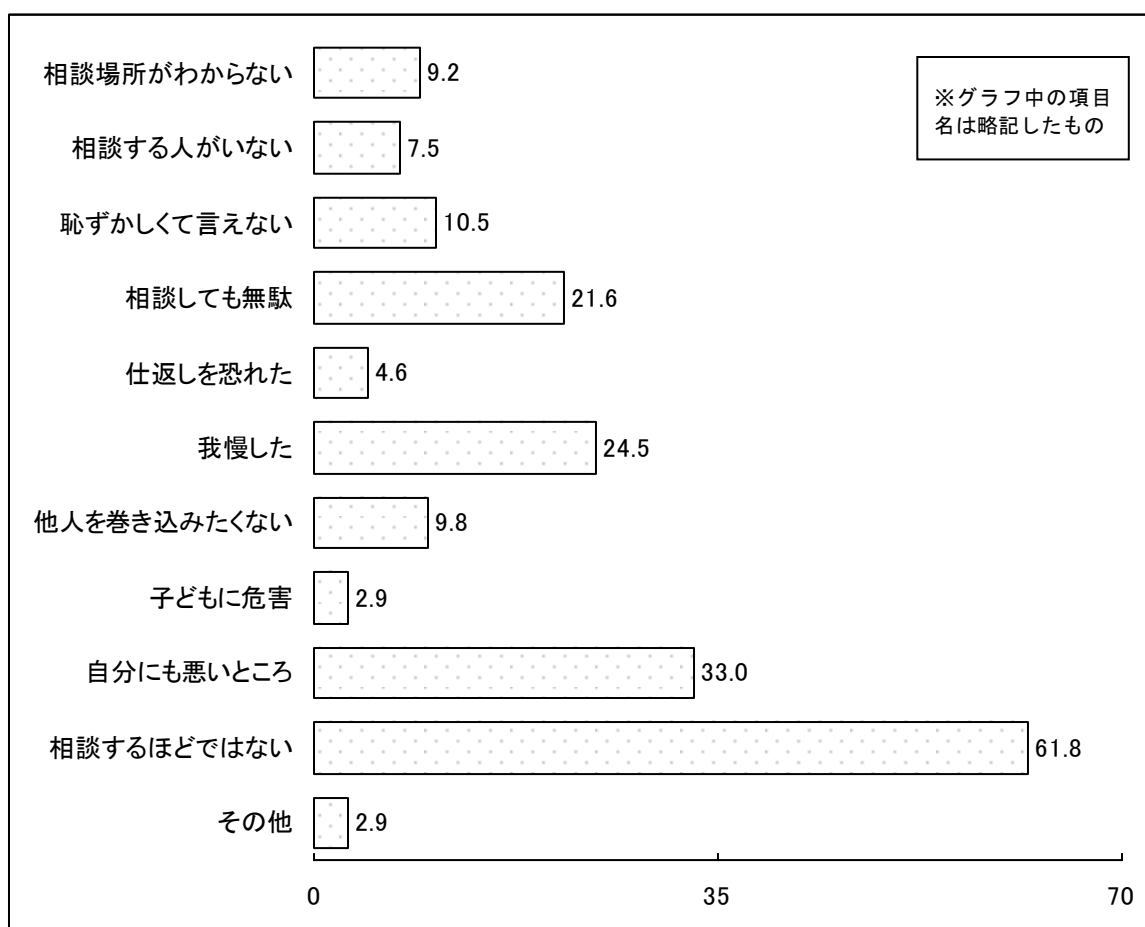 相談場所がわからない 9.2
※グラフ中の項目
名は略記したもの
相談する人がいない 7.5
恥ずかしくて言えない 10.5
相談しても無駄 21.6
仕返しを恐れた 4.6
我慢した 24.5
他人を巻き込みたくない 9.8
子どもに危害 2.9
自分にも悪いところ 33.0
相談するほどではない 61.8
その他 2.9
0 35 70